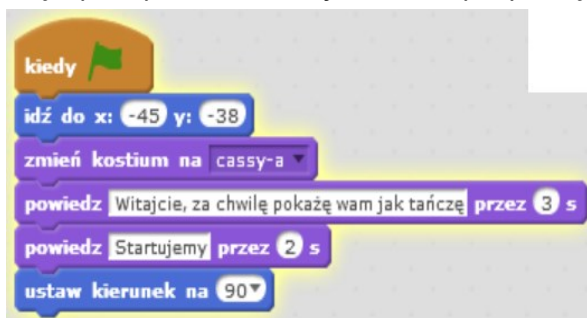 kiedy
idź do x: -45 y: -38
zmień kostium na cassy-a
powiedz Witajcie, za chwilę pokażę wam jak tańczę przez 3 s
powiedz Startujemy przez 2 s
ustaw kierunek na 90